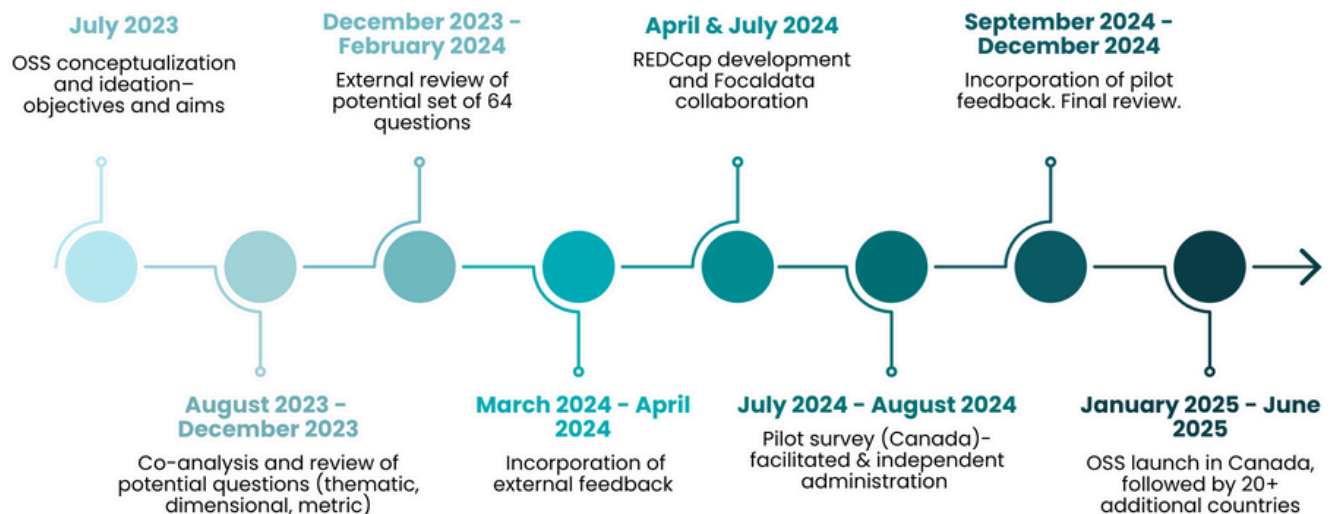 July 2023
OSS conceptualization
and ideation–
objectives and aims
December 2023 -
February 2024
External review of
potential set of 64
questions
April & July 2024
REDCap development
and Focaldata
collaboration
September 2024 -
December 2024
Incorporation of pilot
feedback. Final review.
August 2023 -
December 2023
Co-analysis and review of
potential questions (thematic,
dimensional, metric)
March 2024 - April
2024
Incorporation of
external feedback
July 2024 - August 2024
Pilot survey (Canada)-
facilitated & independent
administration
January 2025 - June
2025
OSS launch in Canada,
followed by 20+
additional countries